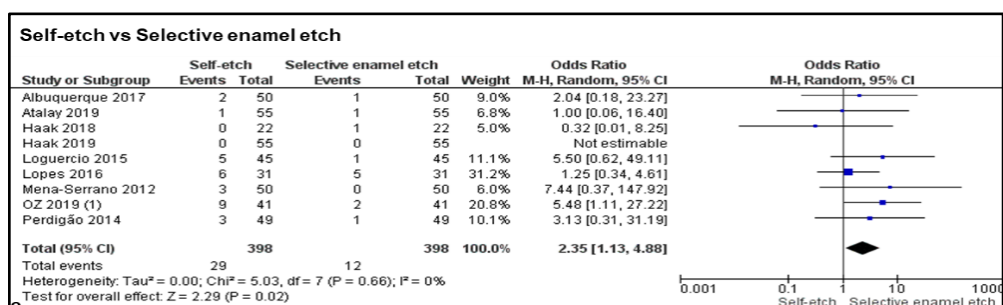 Self-etch vs Selective enamel etch
Self-etch Selective enamel etch Odds Ratio Odds Ratio
Study or Subgroup Events Total Events Total Weight M-H, Random, 95% CI M-H, Random, 95% CI
Albuquerque 2017 2 50 1 50 9.0% 2.04 [0.18, 23.27]
Atalay 2019 1 55 1 55 6.8% 1.00 [0.06, 16.40]
Haak 2018 0 22 1 22 5.0% 0.32 [0.01, 8.25]
Haak 2019 0 55 0 55 Not estimable
Loguercio 2015 5 45 1 45 11.1% 5.50 [0.62, 49.11]
Lopes 2016 6 31 5 31 31.2% 1.25 [0.34, 4.61]
Mena-Serrano 2012 3 50 0 50 6.0% 7.44 [0.37, 147.92]
OZ 2019 (1) 9 41 2 41 20.8% 5.48 [1.11, 27.22]
Perdigão 2014 3 49 1 49 10.1% 3.13 [0.31, 31.19]
Total (95% CI) 398 398 100.0% 2.35 [1.13, 4.88]
Total events 29 12
Heterogeneity: Tau² = 0.00; Chi² = 5.03, df = 7 (P = 0.66); I² = 0%
Test for overall effect: Z = 2.29 (P = 0.02)
0.001 0.1 1 10 1000
Self-etch Selective enamel etch